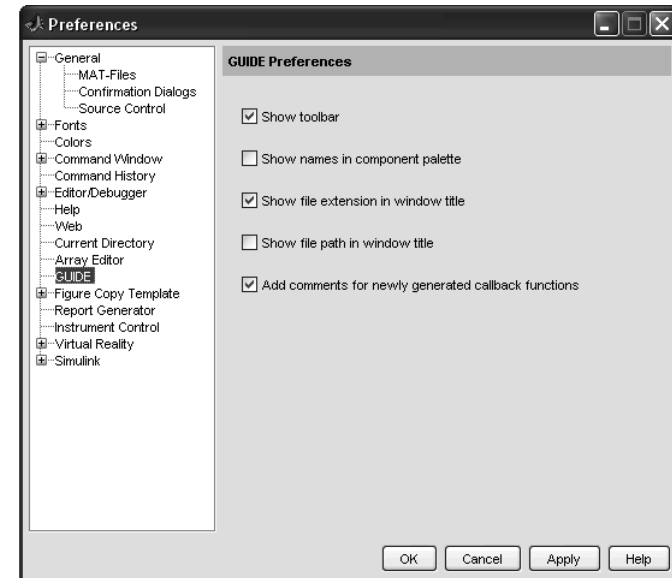 Preferences
General
MAT-Files
Confirmation Dialogs
Source Control
Fonts
Colors
Command Window
Command History
Editor/Debugger
Help
Web
Current Directory
Array Editor
GUIDE
Figure Copy Template
Report Generator
Instrument Control
Virtual Reality
Simulink
GUIDE Preferences
Show toolbar
Show names in component palette
Show file extension in window title
Show file path in window title
Add comments for newly generated callback functions
OK Cancel Apply Help